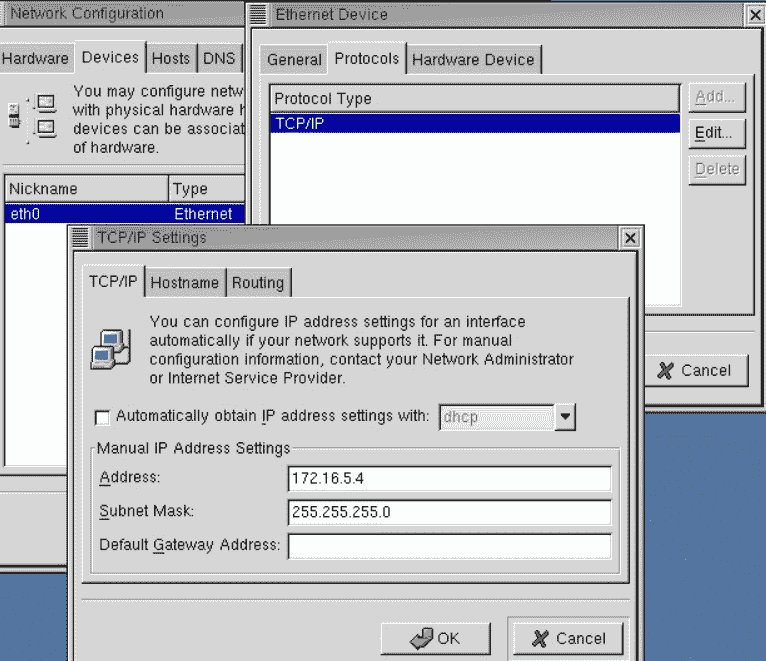 Network Configuration
Hardware
Devices
Hosts
DNS
You may configure netw
with physical hardware h
devices can be associat
of hardware.
Nickname
Type
eth0
Ethernet
Ethernet Device
General
Protocols
Hardware Device
Protocol Type
TCP/IP
Add...
Edit...
Delete
Cancel
TCP/IP Settings
TCP/IP
Hostname
Routing
You can configure IP address settings for an interface
automatically if your network supports it. For manual
configuration information, contact your Network Administrator
or Internet Service Provider.
Automatically obtain IP address settings with:
dhcp
Manual IP Address Settings
Address:
172.16.5.4
Subnet Mask:
255.255.255.0
Default Gateway Address:
OK
Cancel